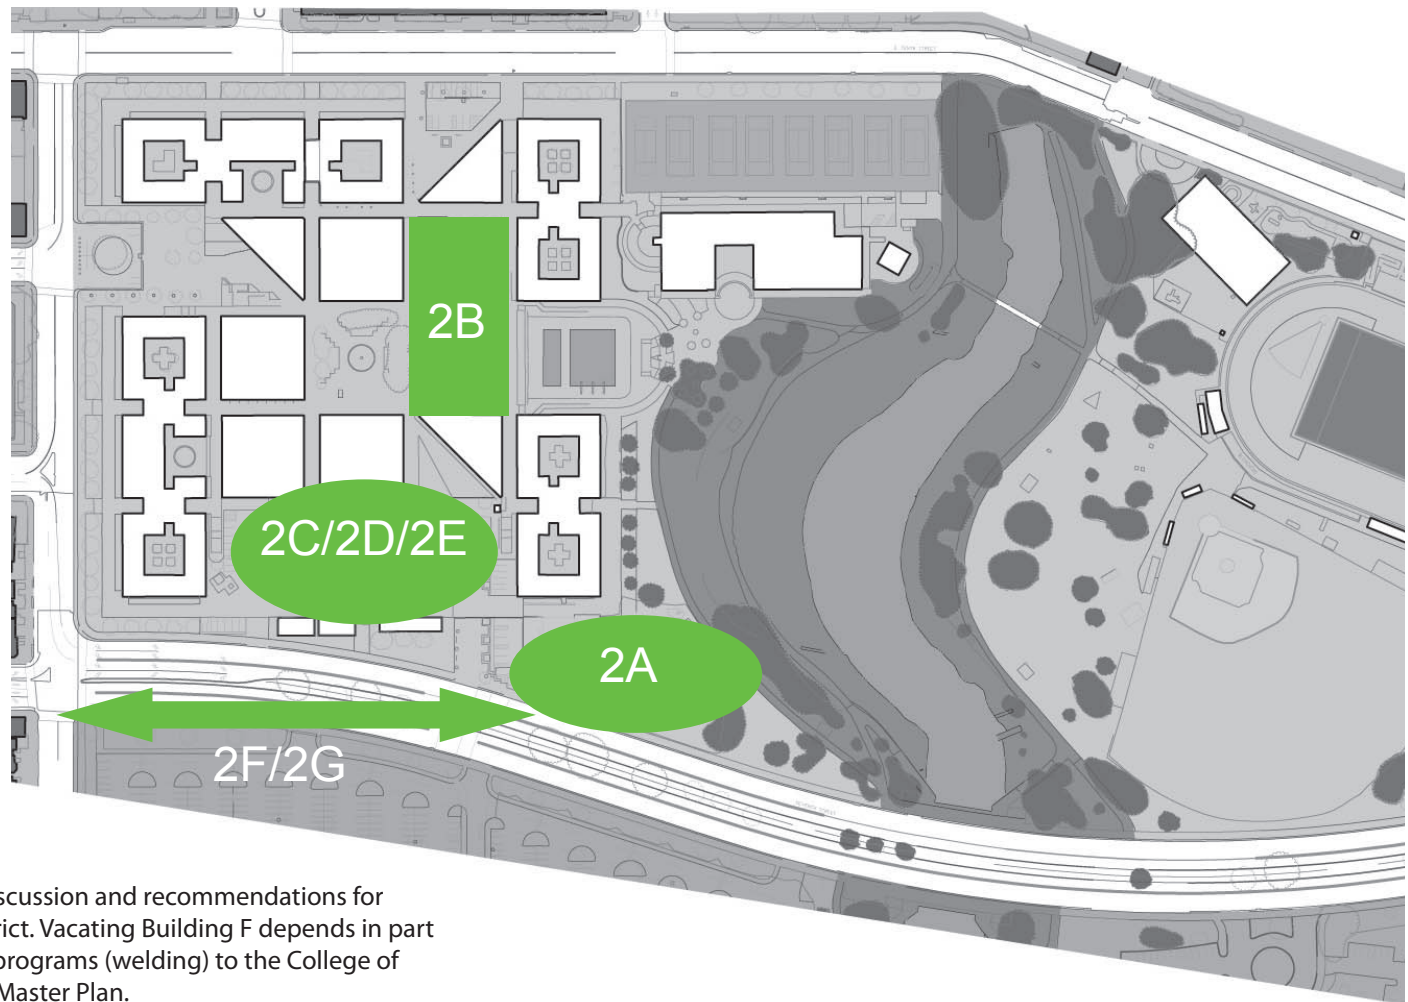 2B
2C/2D/2E
2A
2F/2G
scussion and recommendations for
rict. Vacating Building F depends in part
programs (welding) to the College of
Master Plan.